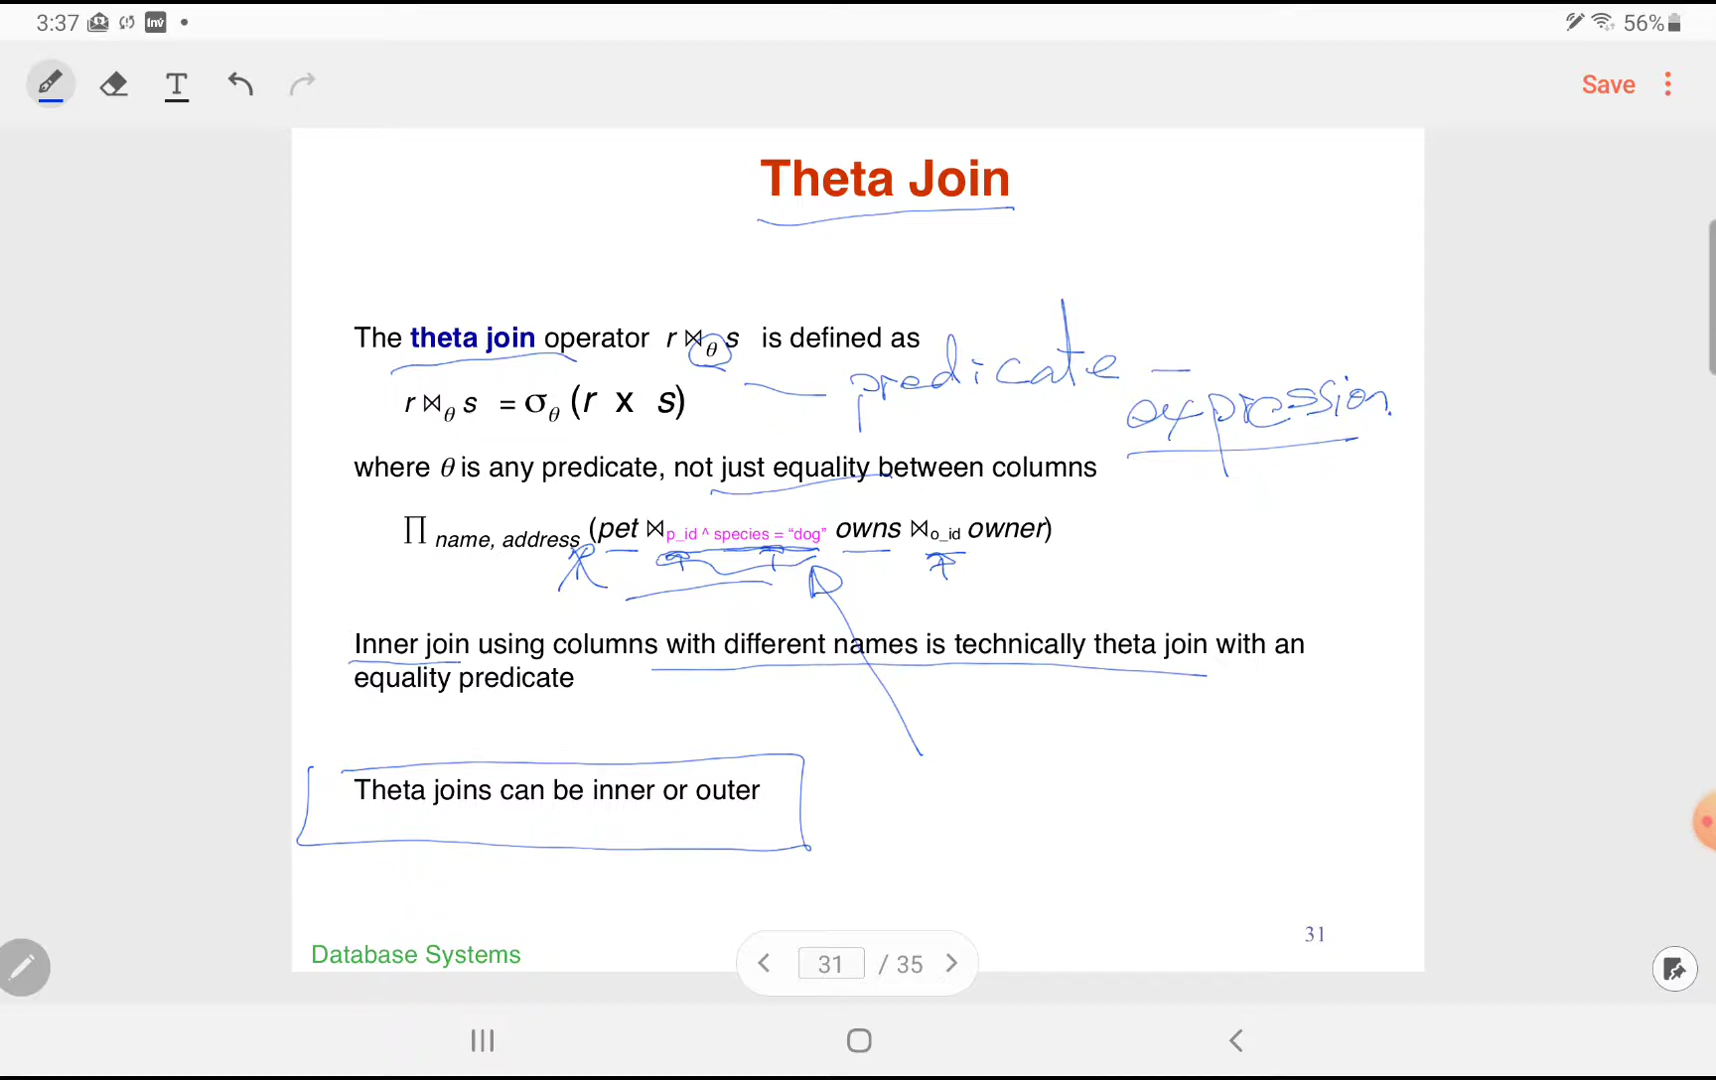 3:37 Inv 56%
T Save
Theta Join
The theta join operator r ⋈θ s is defined as
predicate –
expression.
r ⋈θ s = σθ (r x s)
where θ is any predicate, not just equality between columns
∏ name, address (pet ⋈p_id ^ species = “dog” owns ⋈o_id owner)
Inner join using columns with different names is technically theta join with an
equality predicate
Theta joins can be inner or outer
31
Database Systems
31 / 35